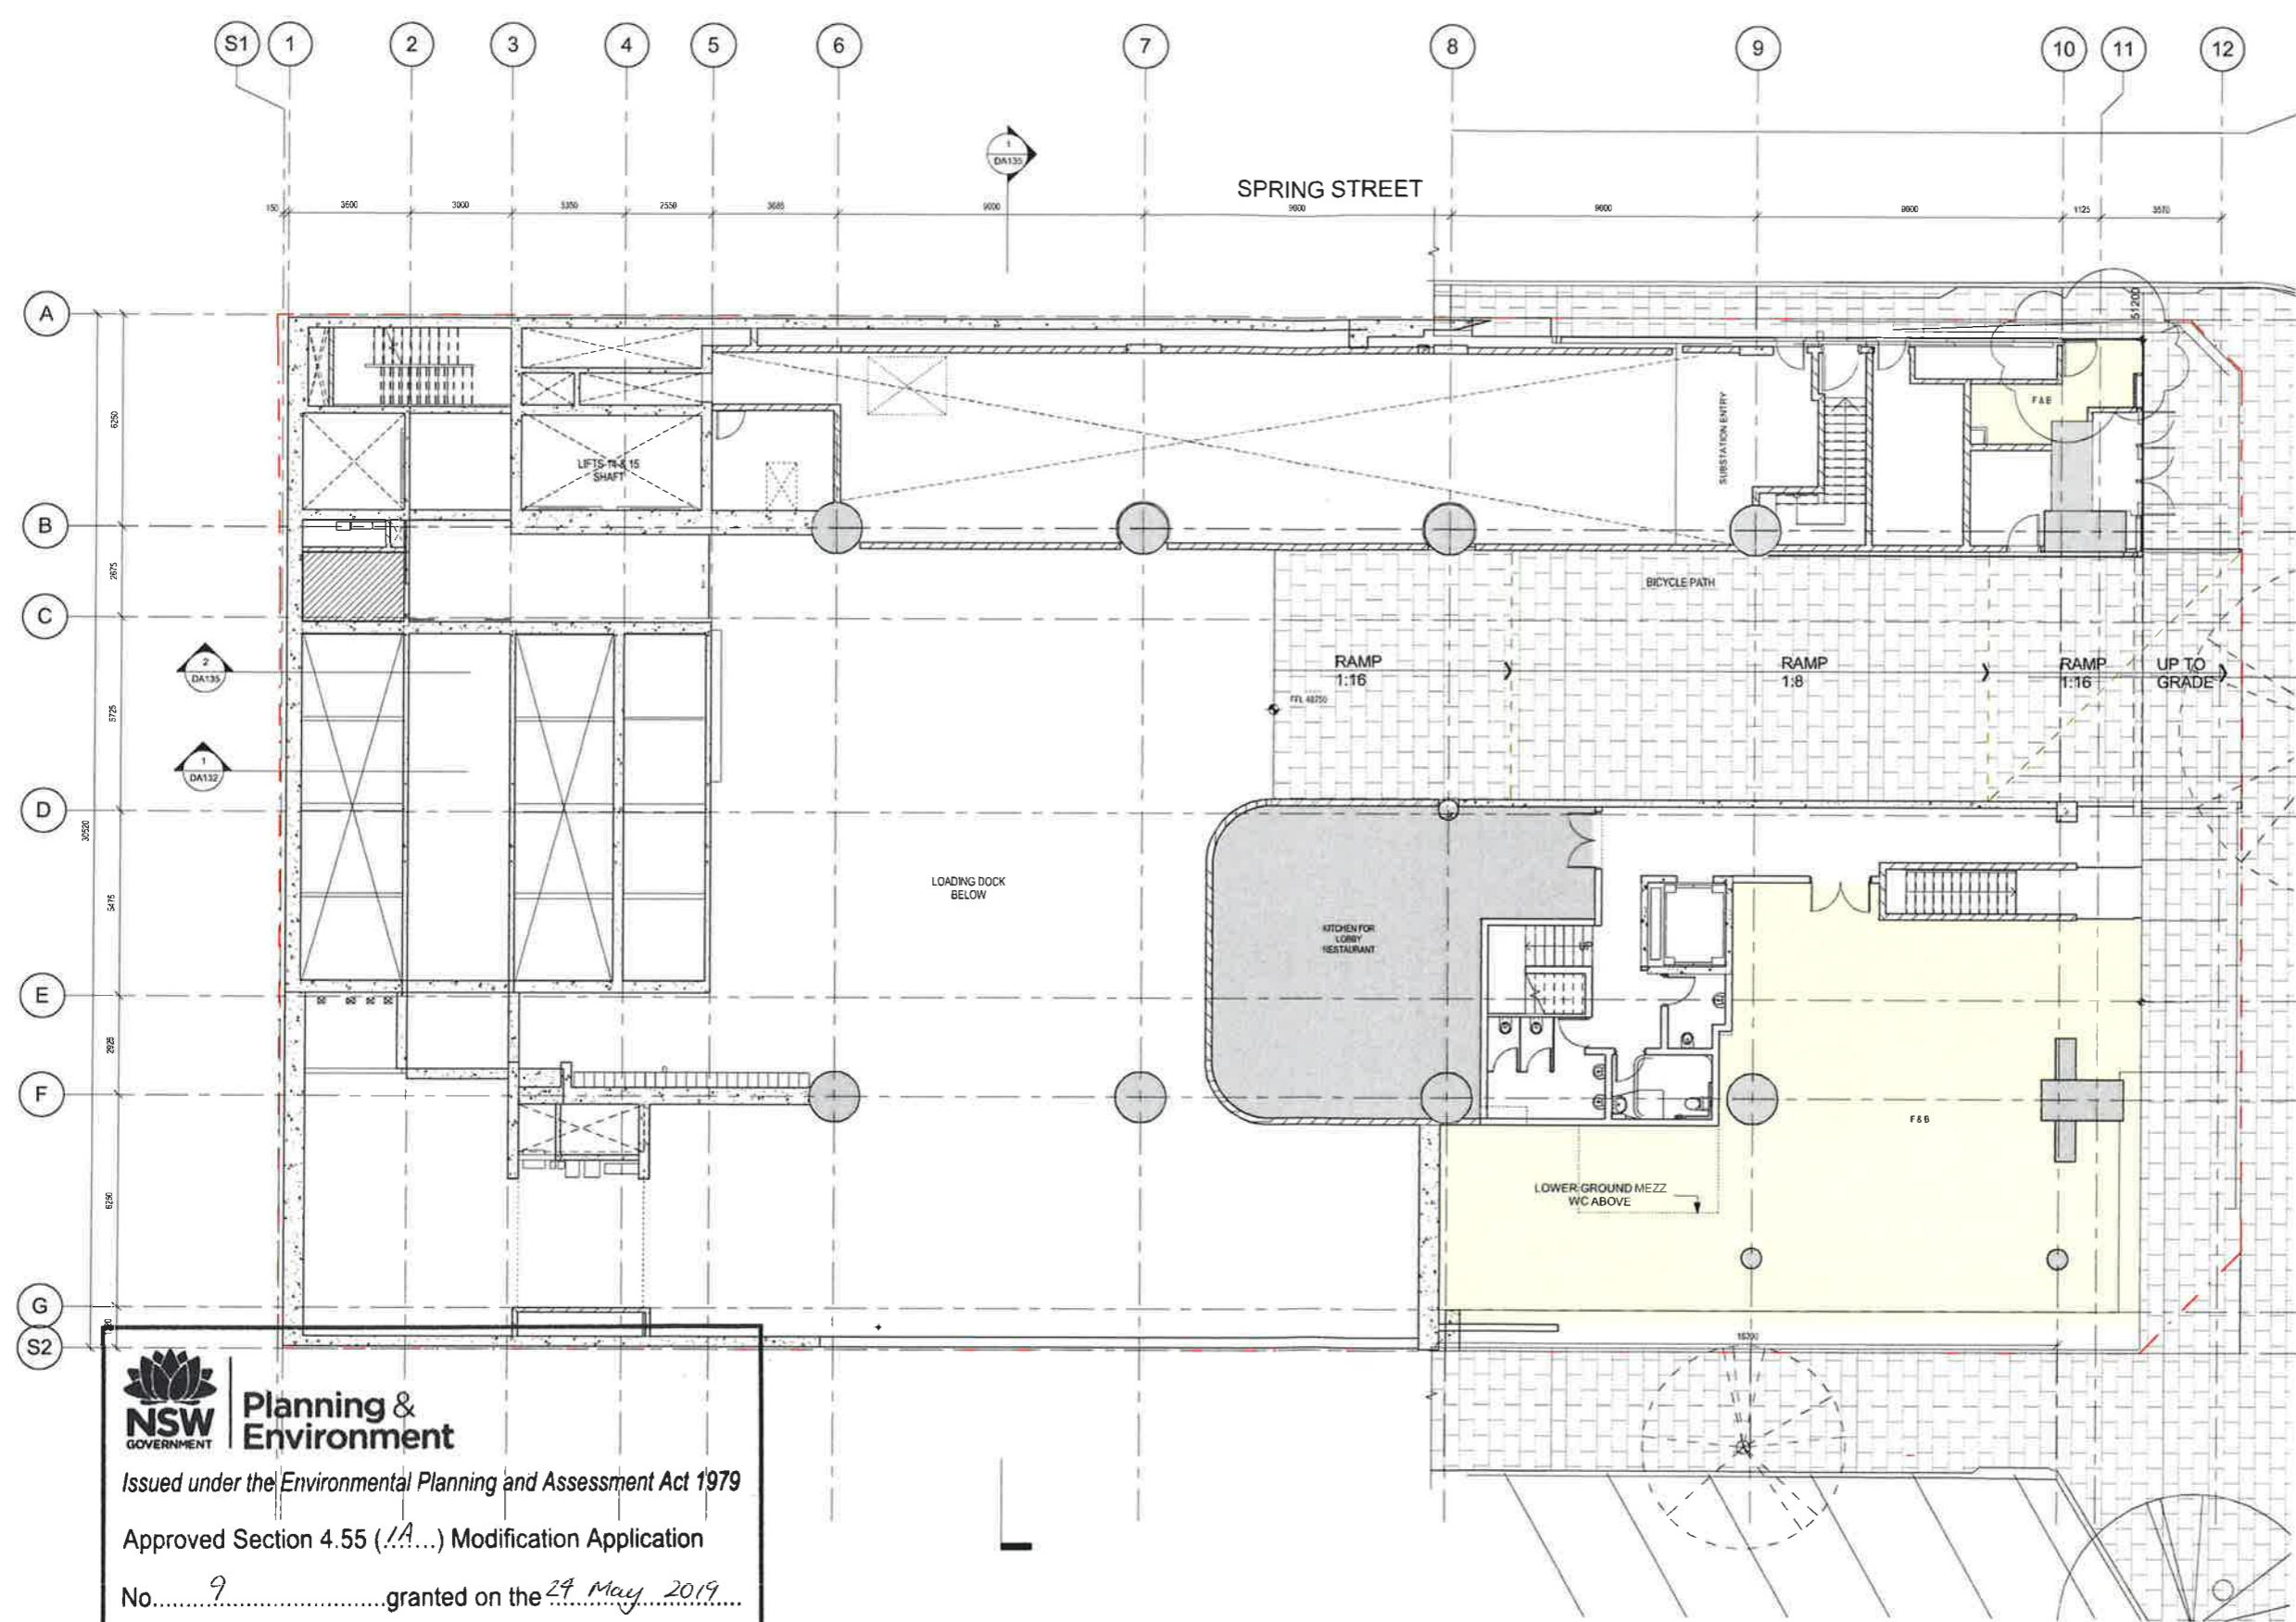 S1 1 2 3 4 5 6 7 8 9 10 11 12
1
DA135
SPRING STREET
150 3600 3000 3350 2550 3685 9000 9000 9000 9000 1125 3570
A
B
C
D
E
F
G
S2
6250
2675
5725
5475
2925
6250
30520
51200
LIFTS 14 & 15
SHAFT
SUBSTATION ENTRY
F & B
BICYCLE PATH
2
DA135
1
DA132
RAMP
1:16
RAMP
1:8
RAMP
1:16
UP TO
GRADE
FFL 48750
LOADING DOCK
BELOW
KITCHEN FOR
LOBBY
RESTAURANT
UP
F & B
LOWER GROUND MEZZ
WC ABOVE
NSW
GOVERNMENT
Planning &
Environment
Issued under the Environmental Planning and Assessment Act 1979
Approved Section 4.55 (.1A...) Modification Application
No.........9..................................granted on the 24 May 2019